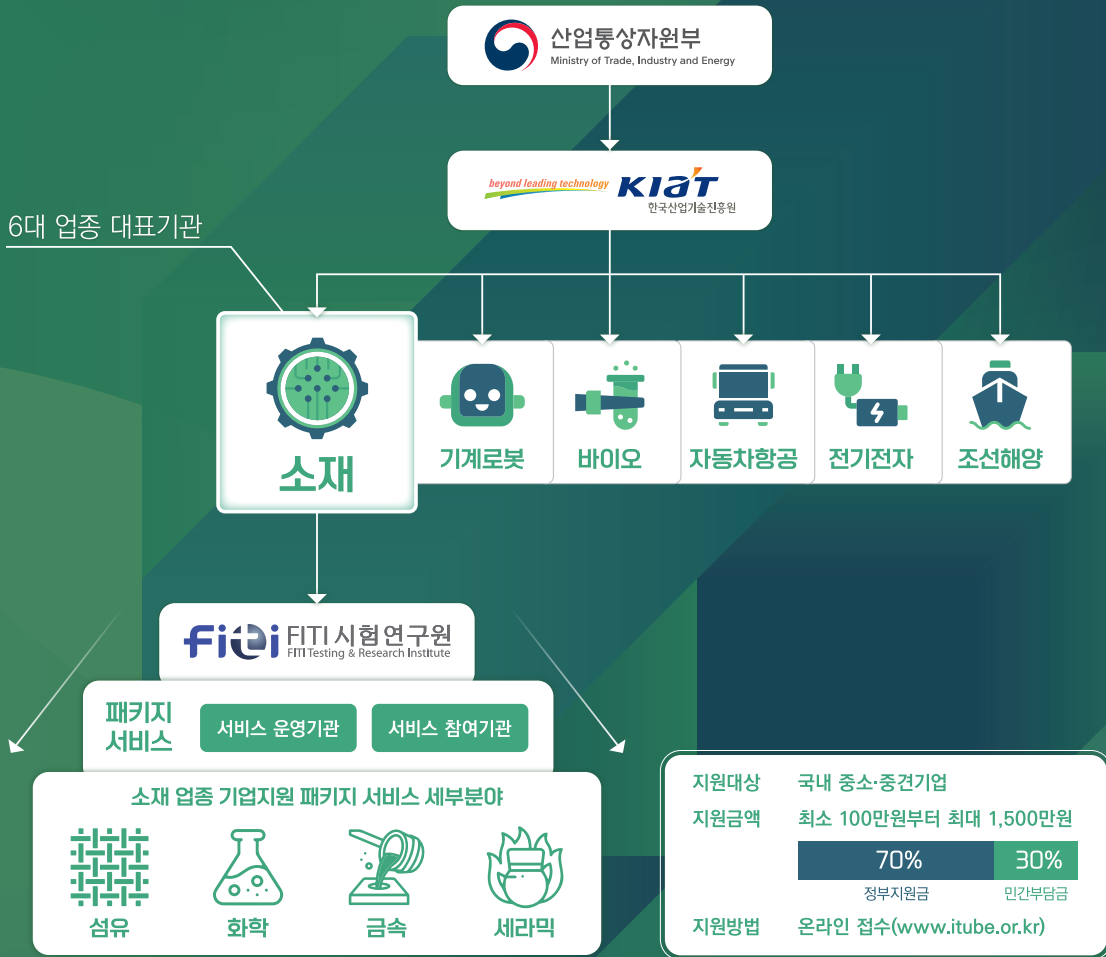 산업통상자원부
Ministry of Trade, Industry and Energy
beyond leading technology KIAT
한국산업기술진흥원
6대 업종 대표기관
소재
기계로봇
바이오
자동차항공
전기전자
조선해양
fiti FITI 시험연구원
FITI Testing & Research Institute
패키지
서비스
서비스 운영기관
서비스 참여기관
소재 업종 기업지원 패키지 서비스 세부분야
섬유
화학
금속
세라믹
지원대상 국내 중소·중견기업
지원금액 최소 100만원부터 최대 1,500만원
70% 30%
정부지원금 민간부담금
지원방법 온라인 접수(www.itube.or.kr)